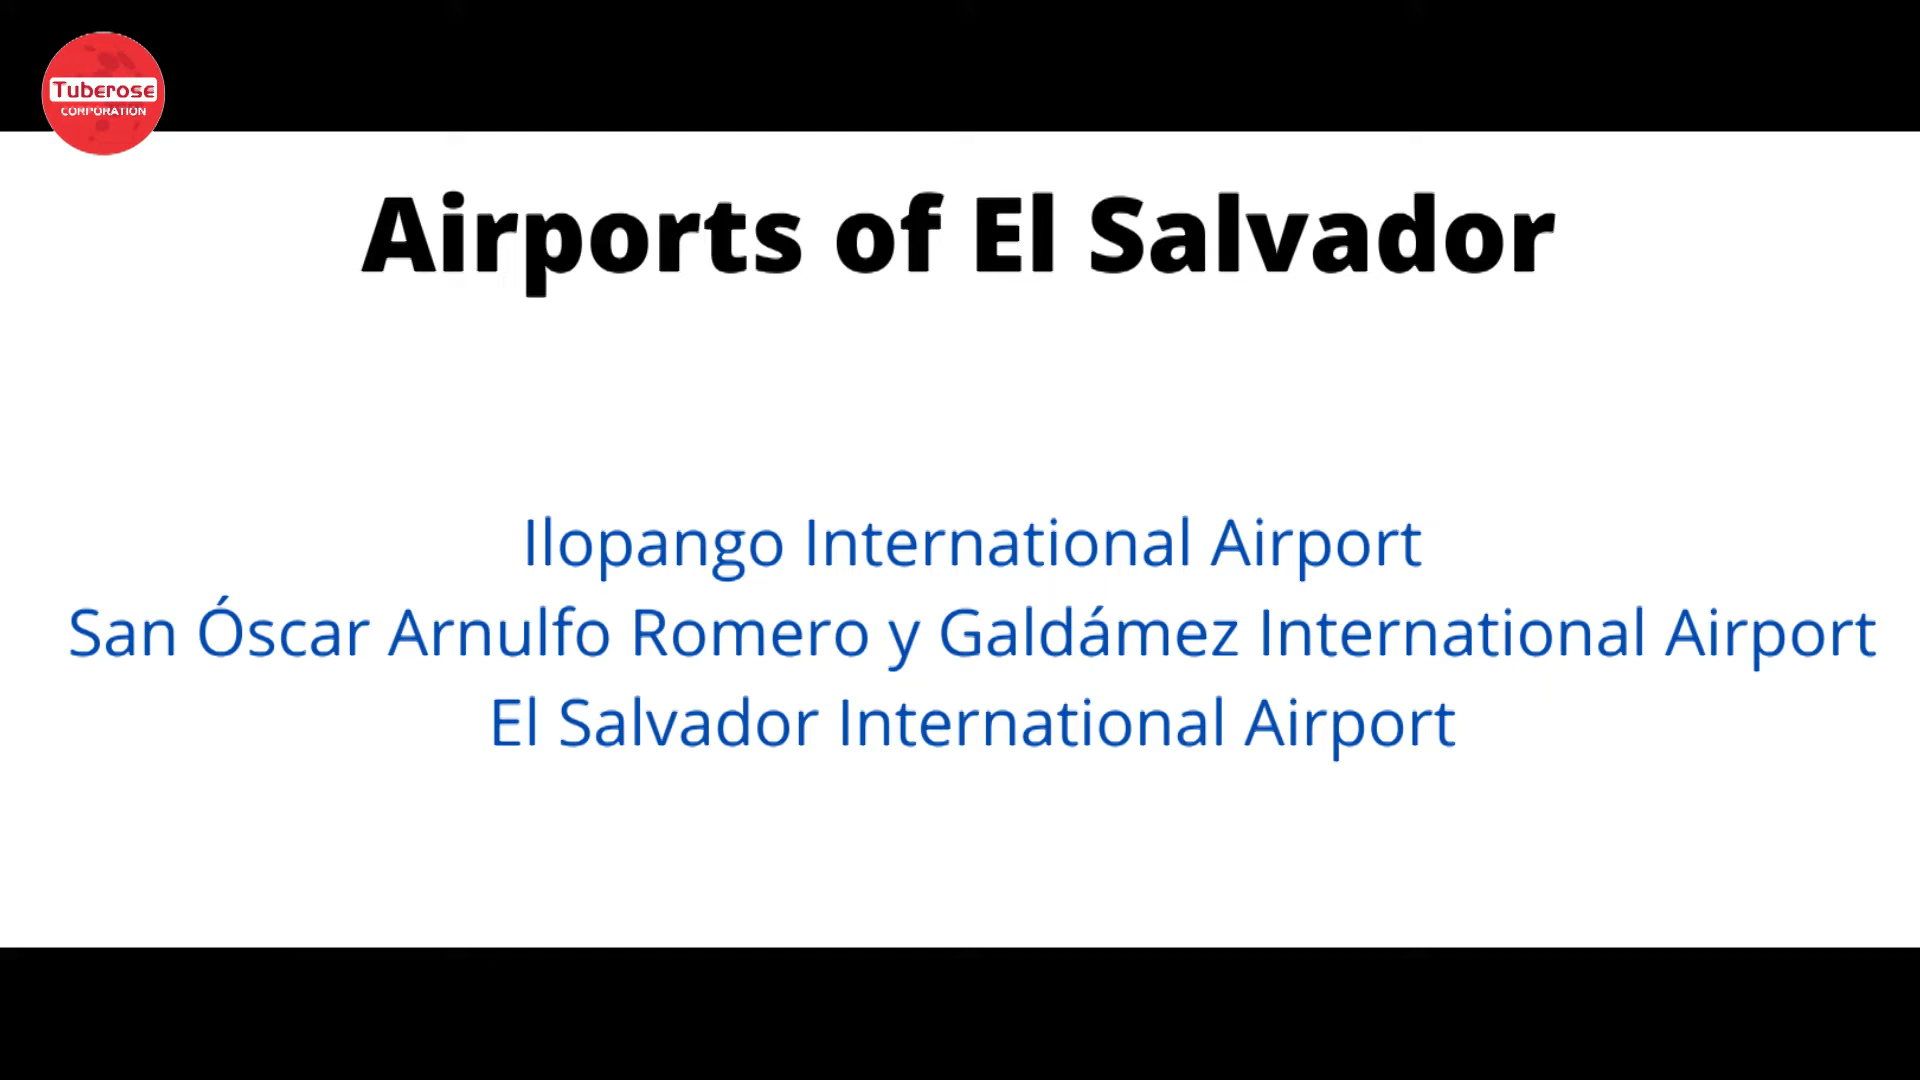 Tuberose
CORPORATION
Airports of El Salvador
Ilopango International Airport
San Óscar Arnulfo Romero y Galdámez International Airport
El Salvador International Airport